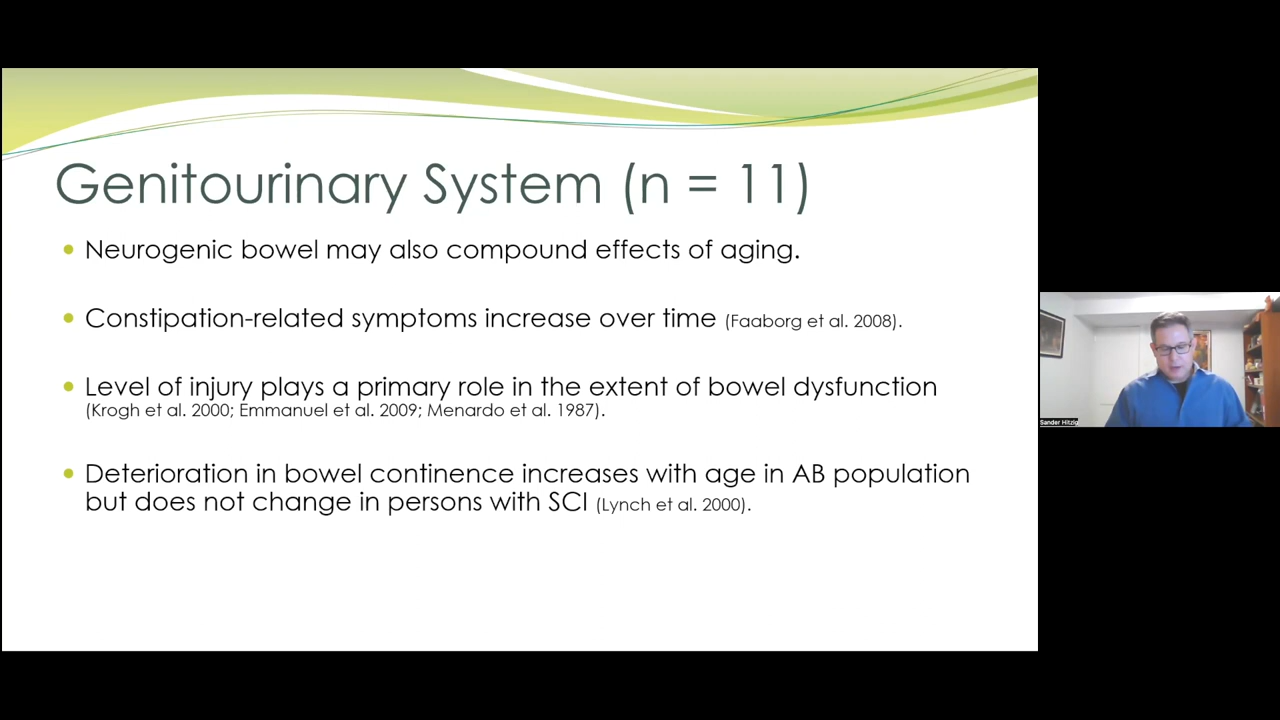 Genitourinary System (n = 11)
Neurogenic bowel may also compound effects of aging.
Constipation-related symptoms increase over time (Faaborg et al. 2008).
Level of injury plays a primary role in the extent of bowel dysfunction
(Krogh et al. 2000; Emmanuel et al. 2009; Menardo et al. 1987).
Deterioration in bowel continence increases with age in AB population
but does not change in persons with SCI (Lynch et al. 2000).
Sander Hitzig